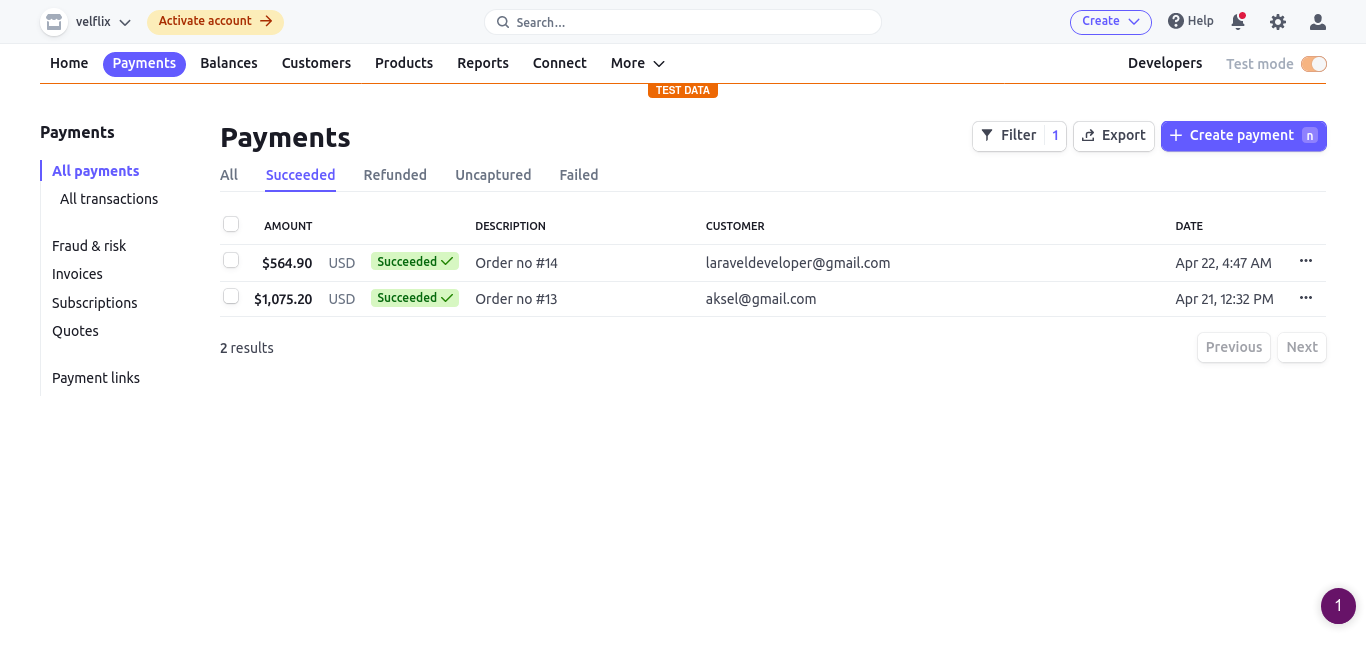 velflix Activate account → Search... Create Help
Home Payments Balances Customers Products Reports Connect More Developers Test mode
TEST DATA
Payments
All payments
All transactions
Fraud & risk
Invoices
Subscriptions
Quotes
Payment links
Payments
Filter 1 Export + Create payment n
All Succeeded Refunded Uncaptured Failed
AMOUNT DESCRIPTION CUSTOMER DATE
$564.90 USD Succeeded ✓ Order no #14 laraveldeveloper@gmail.com Apr 22, 4:47 AM ...
$1,075.20 USD Succeeded ✓ Order no #13 aksel@gmail.com Apr 21, 12:32 PM ...
2 results Previous Next
1